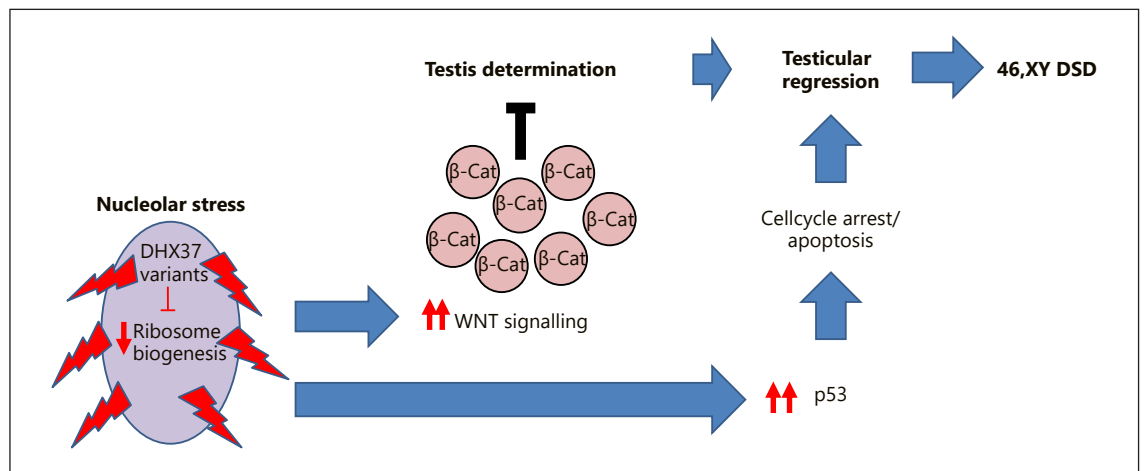 Testis determination
Testicular
regression
46,XY DSD
β-Cat
β-Cat
β-Cat
β-Cat
β-Cat
β-Cat
β-Cat
Nucleolar stress
DHX37
variants
Ribosome
biogenesis
WNT signalling
Cellcycle arrest/
apoptosis
p53